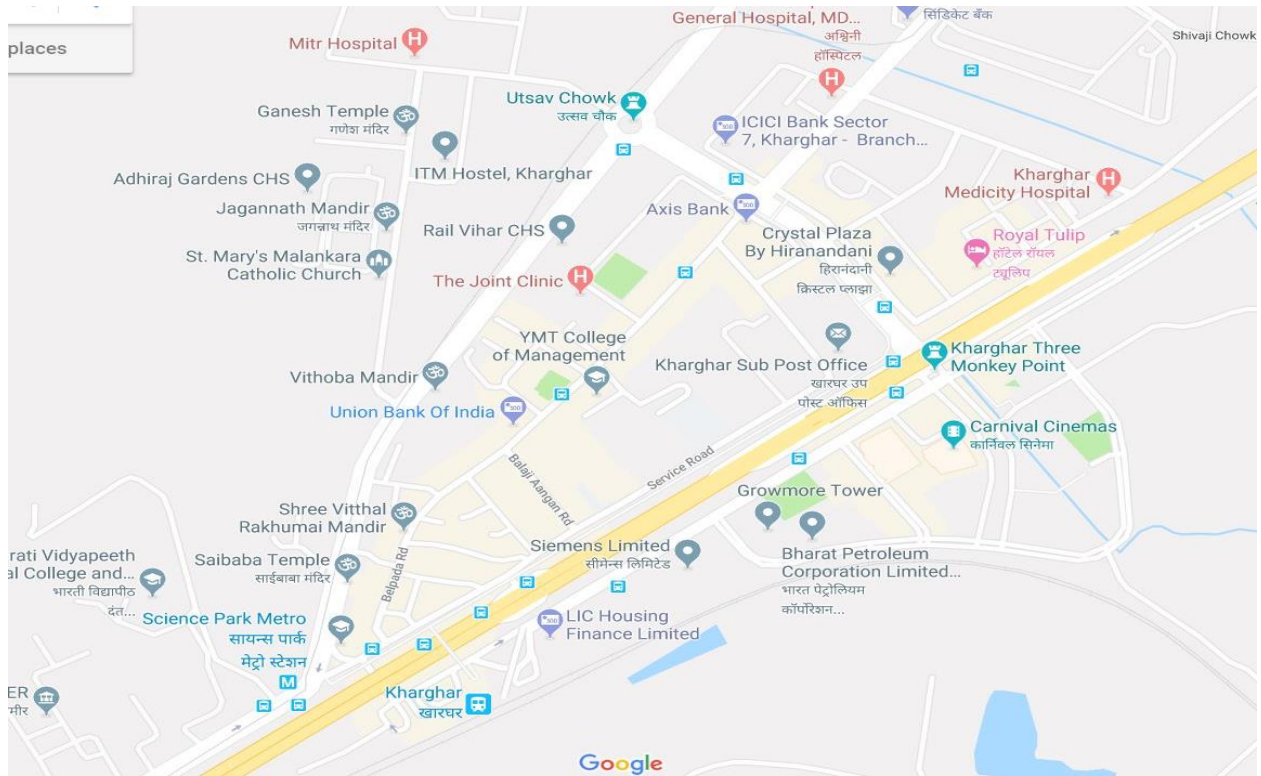 places
General Hospital, MD...
अश्विनी
हॉस्पिटल
सिंडिकेट बैंक
Shivaji Chowk
Mitr Hospital
Utsav Chowk
उत्सव चौक
Ganesh Temple
गणेश मंदिर
ICICI Bank Sector
7, Kharghar - Branch...
ITM Hostel, Kharghar
Adhiraj Gardens CHS
Kharghar
Medicity Hospital
Jagannath Mandir
जगन्नाथ मंदिर
Axis Bank
Rail Vihar CHS
Crystal Plaza
By Hiranandani
हिरानंदानी
क्रिस्टल प्लाझा
Royal Tulip
हॉटेल रॉयल
ट्यूलिप
St. Mary's Malankara
Catholic Church
The Joint Clinic
YMT College
of Management
Kharghar Sub Post Office
खारघर उप
पोस्ट ऑफिस
Kharghar Three
Monkey Point
Vithoba Mandir
Union Bank Of India
Carnival Cinemas
कार्निवल सिनेमा
Balaji Aangan Rd
Service Road
Growmore Tower
Shree Vitthal
Rakhumai Mandir
Siemens Limited
सीमेन्स लिमिटेड
Bharat Petroleum
Corporation Limited...
भारत पेट्रोलियम
कॉर्पोरेशन...
rati Vidyapeeth
al College and...
भारती विद्यापीठ
दंत...
Saibaba Temple
साईबाबा मंदिर
Belpada Rd
Science Park Metro
सायन्स पार्क
मेट्रो स्टेशन
LIC Housing
Finance Limited
M
ER
मीर
Kharghar
खारघर
Google